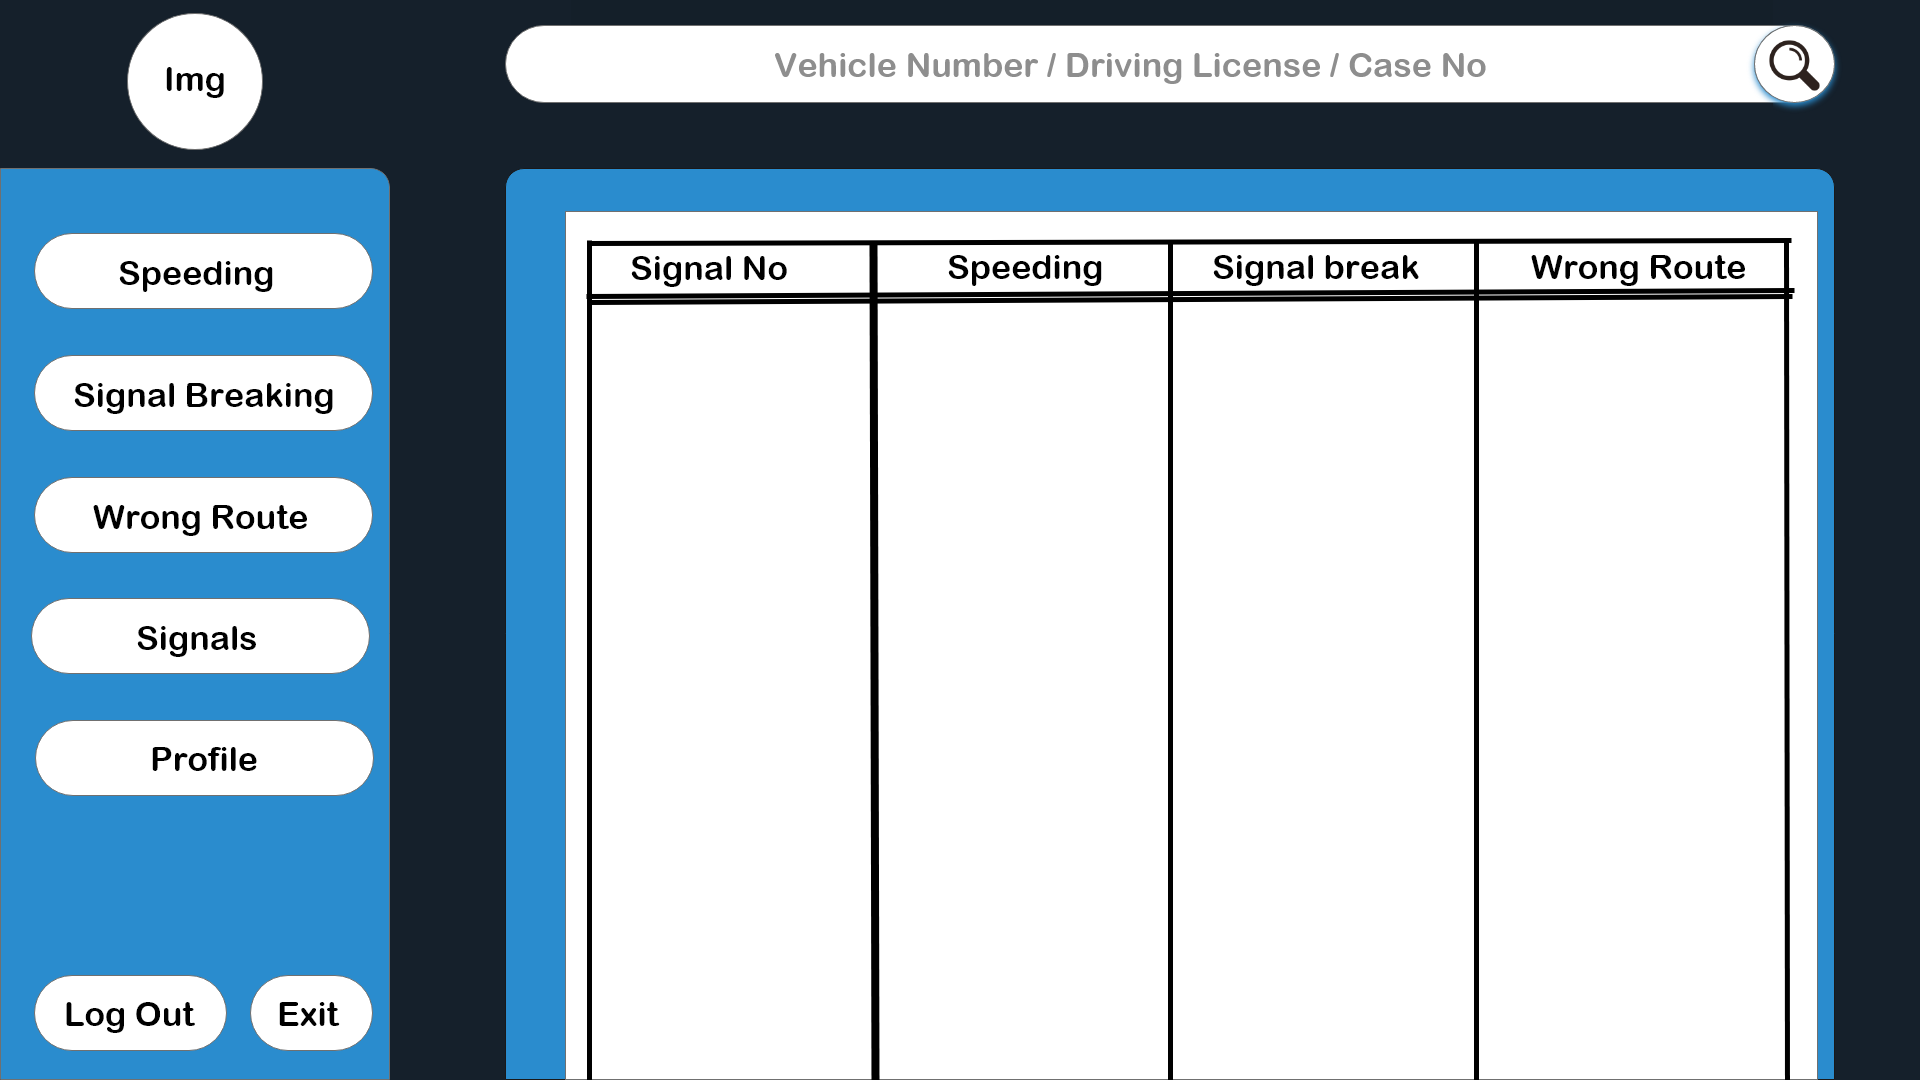 Img
Vehicle Number / Driving License / Case No
Speeding
Signal Breaking
Wrong Route
Signals
Profile
Log Out
Exit
Signal No
Speeding
Signal break
Wrong Route